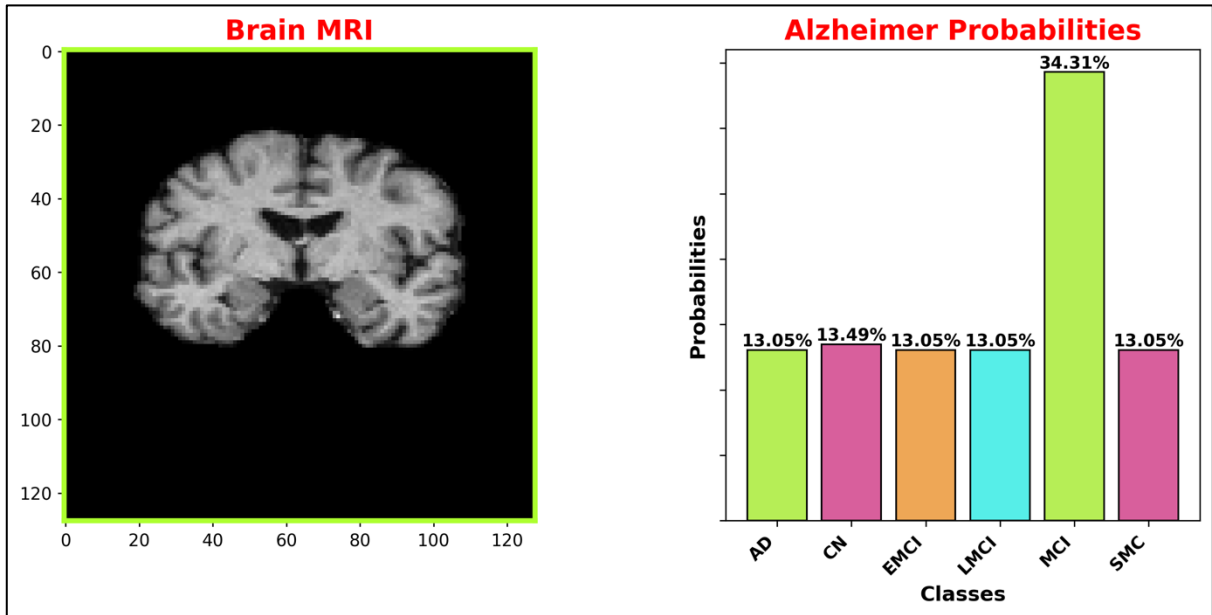 Brain MRI
0
20
40
60
80
100
120
0 20 40 60 80 100 120
Alzheimer Probabilities
Probabilities
34.31%
13.05% 13.49% 13.05% 13.05% 13.05%
AD CN EMCI LMCI MCI SMC
Classes